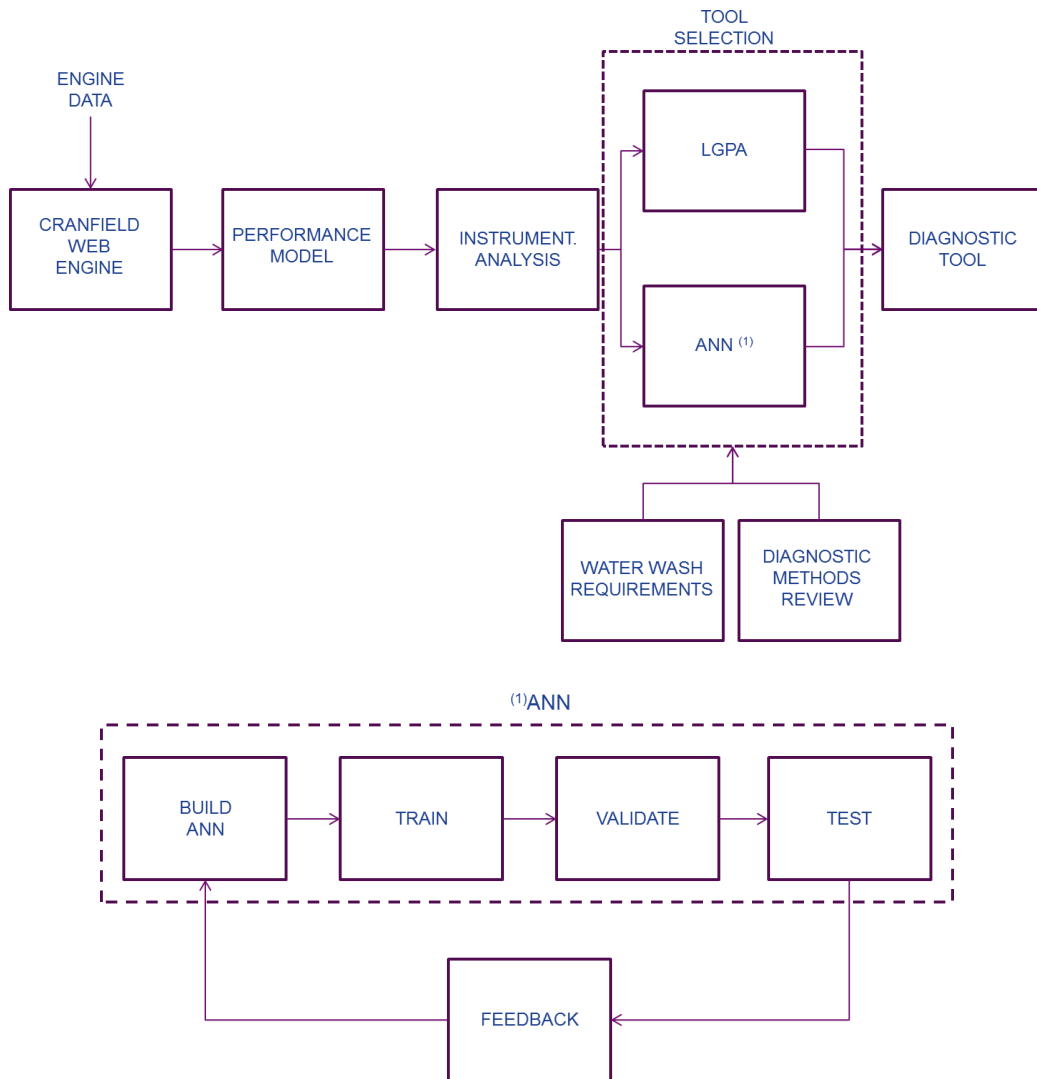 TOOL
SELECTION
ENGINE
DATA
CRANFIELD
WEB
ENGINE
PERFORMANCE
MODEL
INSTRUMENT.
ANALYSIS
LGPA
ANN (1)
DIAGNOSTIC
TOOL
WATER WASH
REQUIREMENTS
DIAGNOSTIC
METHODS
REVIEW
(1)ANN
BUILD
ANN
TRAIN
VALIDATE
TEST
FEEDBACK